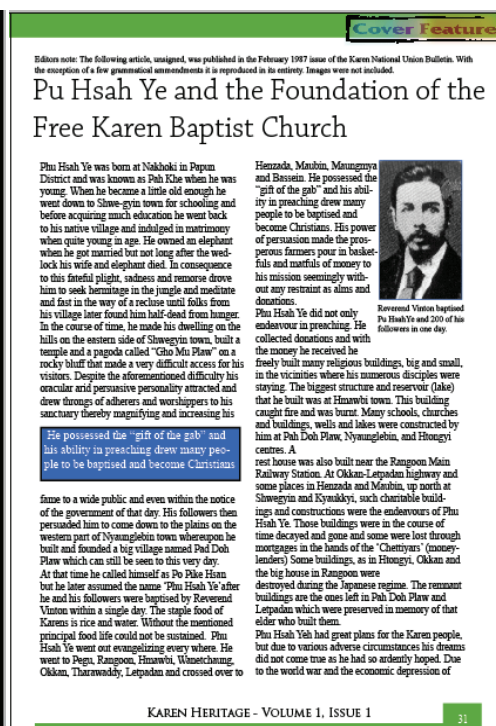 Cover Feature
Editors note: The following article, unsigned, was published in the February 1987 issue of the Karen National Union Bulletin. With
the exception of a few grammatical ammendments it is reproduced in its entirety. Images were not included.
Pu Hsah Ye and the Foundation of the
Free Karen Baptist Church
Phu Hsah Ye was born at Nakhoki in Papun
District and was known as Pah Khe when he was
young. When he became a little old enough he
went down to Shwe-gyin town for schooling and
before acquiring much education he went back
to his native village and indulged in matrimony
when quite young in age. He owned an elephant
when he got married but not long after the wed-
lock his wife and elephant died. In consequence
to this fateful plight, sadness and remorse drove
him to seek hermitage in the jungle and meditate
and fast in the way of a recluse until folks from
his village later found him half-dead from hunger.
In the course of time, he made his dwelling on the
hills on the eastern side of Shwegyin town, built a
temple and a pagoda called “Gho Mu Plaw” on a
rocky bluff that made a very difficult access for his
visitors. Despite the aforementioned difficulty his
oracular and persuasive personality attracted and
drew throngs of adherers and worshippers to his
sanctuary thereby magnifying and increasing his
He possessed the “gift of the gab” and
his ability in preaching drew many peo-
ple to be baptised and become Christians
fame to a wide public and even within the notice
of the government of that day. His followers then
persuaded him to come down to the plains on the
western part of Nyaunglebin town whereupon he
built and founded a big village named Pad Doh
Plaw which can still be seen to this very day.
At that time he called himself as Po Pike Hsan
but he later assumed the name ‘Phu Hsah Ye’ after
he and his followers were baptised by Reverend
Vinton within a single day. The staple food of
Karens is rice and water. Without the mentioned
principal food life could not be sustained. Phu
Hsah Ye went out evangelizing every where. He
went to Pegu, Rangoon, Hmawbi, Wanetchaung,
Okkan, Tharawaddy, Letpadan and crossed over to
Henzada, Maubin, Maungmya
and Bassein. He possessed the
“gift of the gab” and his abil-
ity in preaching drew many
people to be baptised and
become Christians. His power
of persuasion made the pros-
perous farmers pour in basket-
fuls and matfuls of money to
his mission seemingly with-
out any restraint as alms and
donations.
Phu Hsah Ye did not only
endeavour in preaching. He
collected donations and with
the money he received he
Reverend Vinton baptised
Pu Hsah Ye and 200 of his
followers in one day.
freely built many religious buildings, big and small,
in the vicinities where his numerous disciples were
staying. The biggest structure and reservoir (lake)
that he built was at Hmawbi town. This building
caught fire and was burnt. Many schools, churches
and buildings, wells and lakes were constructed by
him at Pah Doh Plaw, Nyaunglebin, and Htongyi
centres. A
rest house was also built near the Rangoon Main
Railway Station. At Okkan-Letpadan highway and
some places in Henzada and Maubin, up north at
Shwegyin and Kyaukkyi, such charitable build-
ings and constructions were the endeavours of Phu
Hsah Ye. Those buildings were in the course of
time decayed and gone and some were lost through
mortgages in the hands of the ‘Chettiyars’ (money-
lenders) Some buildings, as in Htongyi, Okkan and
the big house in Rangoon were
destroyed during the Japanese regime. The remnant
buildings are the ones left in Pah Doh Plaw and
Letpadan which were preserved in memory of that
elder who built them.
Phu Hsah Yeh had great plans for the Karen people,
but due to various adverse circumstances his dreams
did not come true as he had so ardently hoped. Due
to the world war and the economic depression of
KAREN HERITAGE - VOLUME 1, ISSUE 1
31